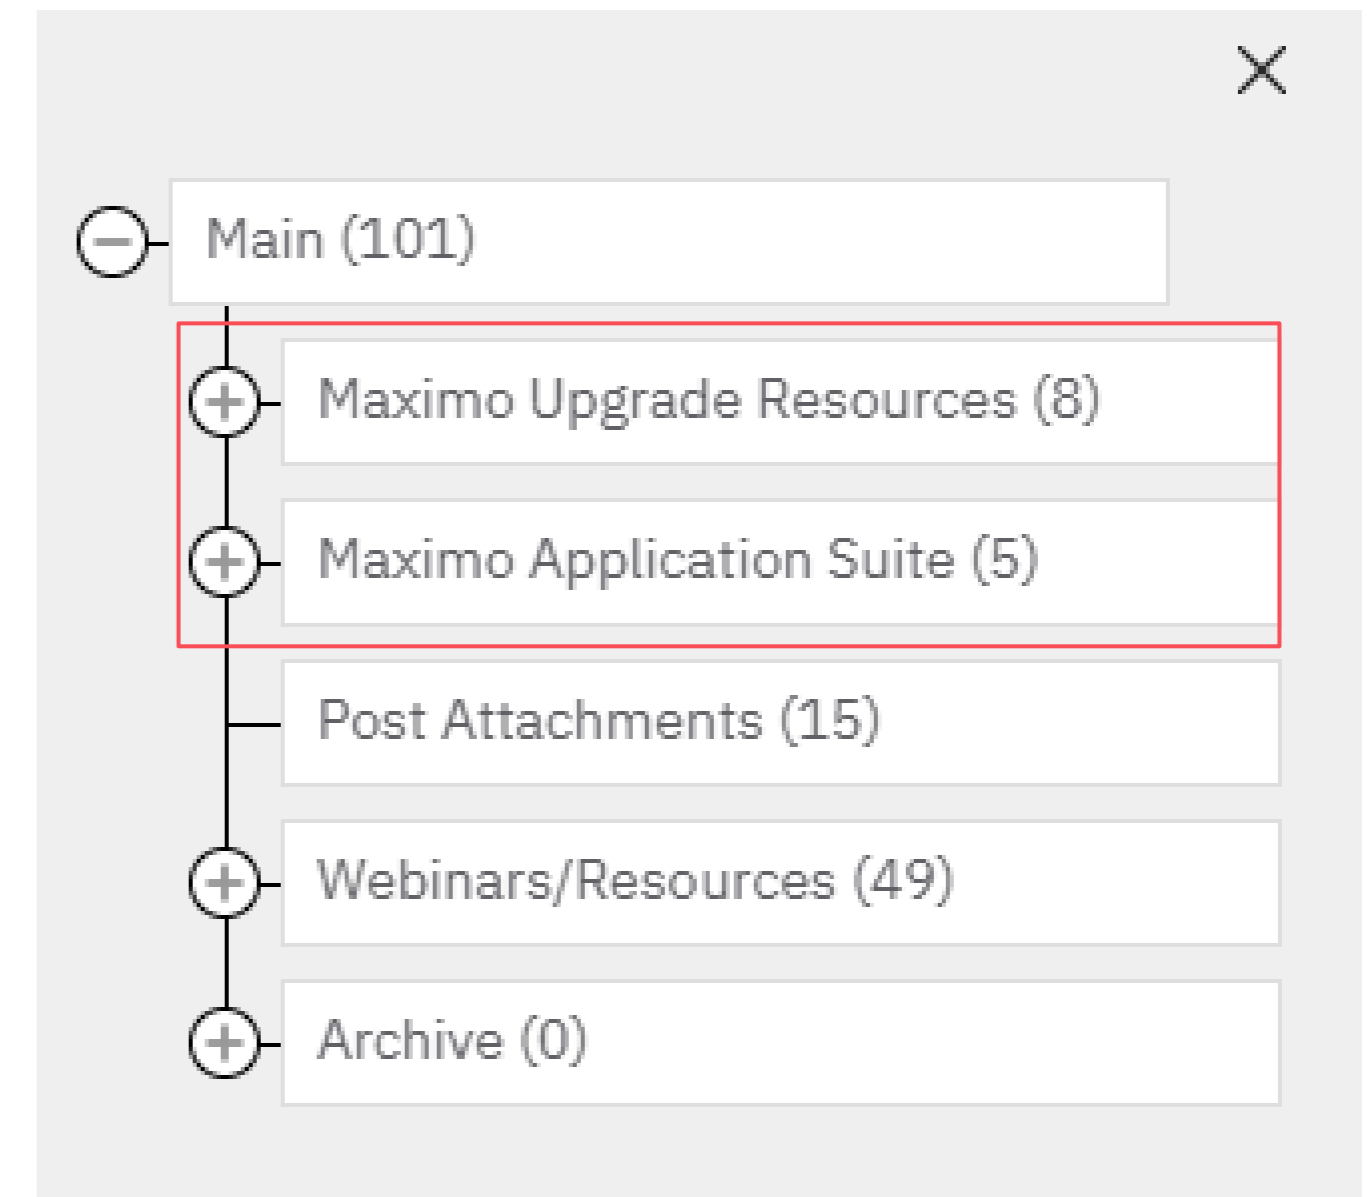 Main (101)
Maximo Upgrade Resources (8)
Maximo Application Suite (5)
Post Attachments (15)
Webinars/Resources (49)
Archive (0)